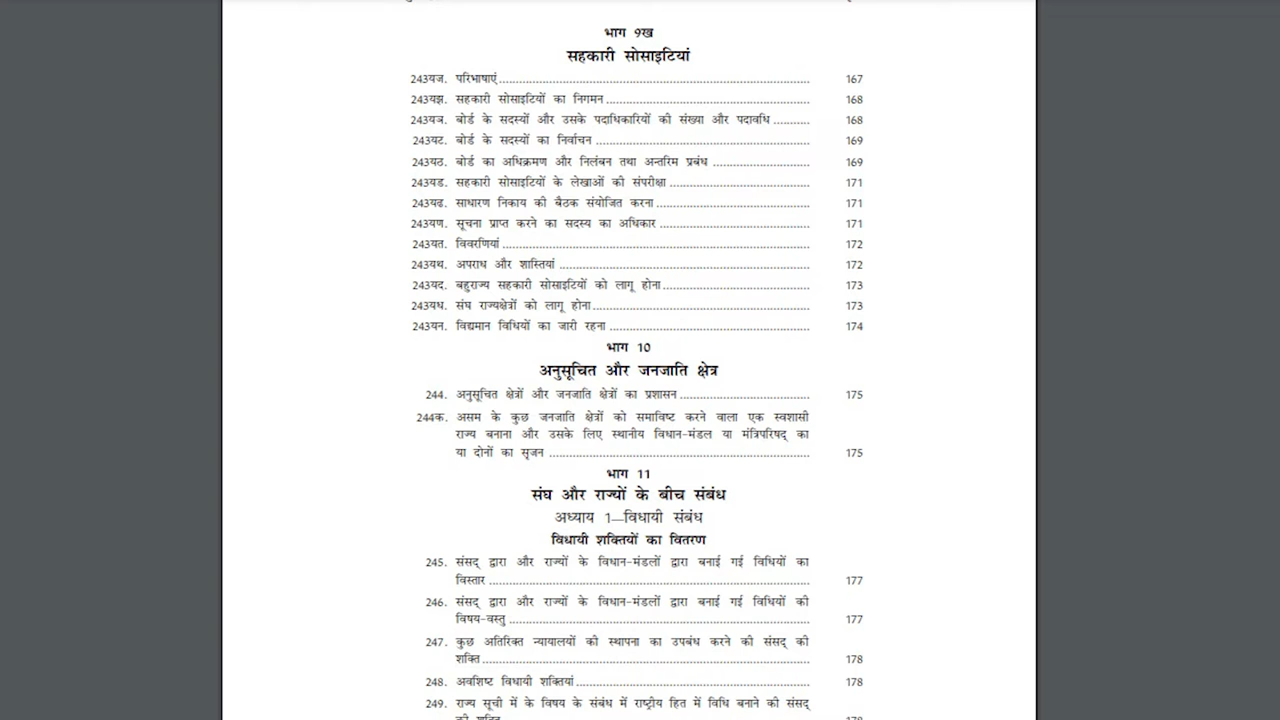 भाग 9ख
सहकारी सोसाइटियां
243यज. परिभाषाएं ........ 167
243यझ. सहकारी सोसाइटियों का निगमन ........ 168
243यञ. बोर्ड के सदस्यों और उसके पदाधिकारियों की संख्या और पदावधि ........ 168
243यट. बोर्ड के सदस्यों का निर्वाचन ........ 169
243यठ. बोर्ड का अधिक्रमण और निलंबन तथा अन्तरिम प्रबंध ........ 169
243यड. सहकारी सोसाइटियों के लेखाओं की संपरीक्षा ........ 171
243यढ. साधारण निकाय की बैठक संयोजित करना ........ 171
243यण. सूचना प्राप्त करने का सदस्य का अधिकार ........ 171
243यत. विवरणियां ........ 172
243यथ. अपराध और शास्तियां ........ 172
243यद. बहुराज्य सहकारी सोसाइटियों को लागू होना ........ 173
243यध. संघ राज्यक्षेत्रों को लागू होना ........ 173
243यन. विद्यमान विधियों का जारी रहना ........ 174
भाग 10
अनुसूचित और जनजाति क्षेत्र
244. अनुसूचित क्षेत्रों और जनजाति क्षेत्रों का प्रशासन ........ 175
244क. असम के कुछ जनजाति क्षेत्रों को समाविष्ट करने वाला एक स्वशासी
राज्य बनाना और उसके लिए स्थानीय विधान-मंडल या मंत्रिपरिषद् का
या दोनों का सृजन ........ 175
भाग 11
संघ और राज्यों के बीच संबंध
अध्याय 1—विधायी संबंध
विधायी शक्तियों का वितरण
245. संसद् द्वारा और राज्यों के विधान-मंडलों द्वारा बनाई गई विधियों का
विस्तार ........ 177
246. संसद् द्वारा और राज्यों के विधान-मंडलों द्वारा बनाई गई विधियों की
विषय-वस्तु ........ 177
247. कुछ अतिरिक्त न्यायालयों की स्थापना का उपबंध करने की संसद् की
शक्ति ........ 178
248. अवशिष्ट विधायी शक्तियां ........ 178
249. राज्य सूची में के विषय के संबंध में राष्ट्रीय हित में विधि बनाने की संसद्